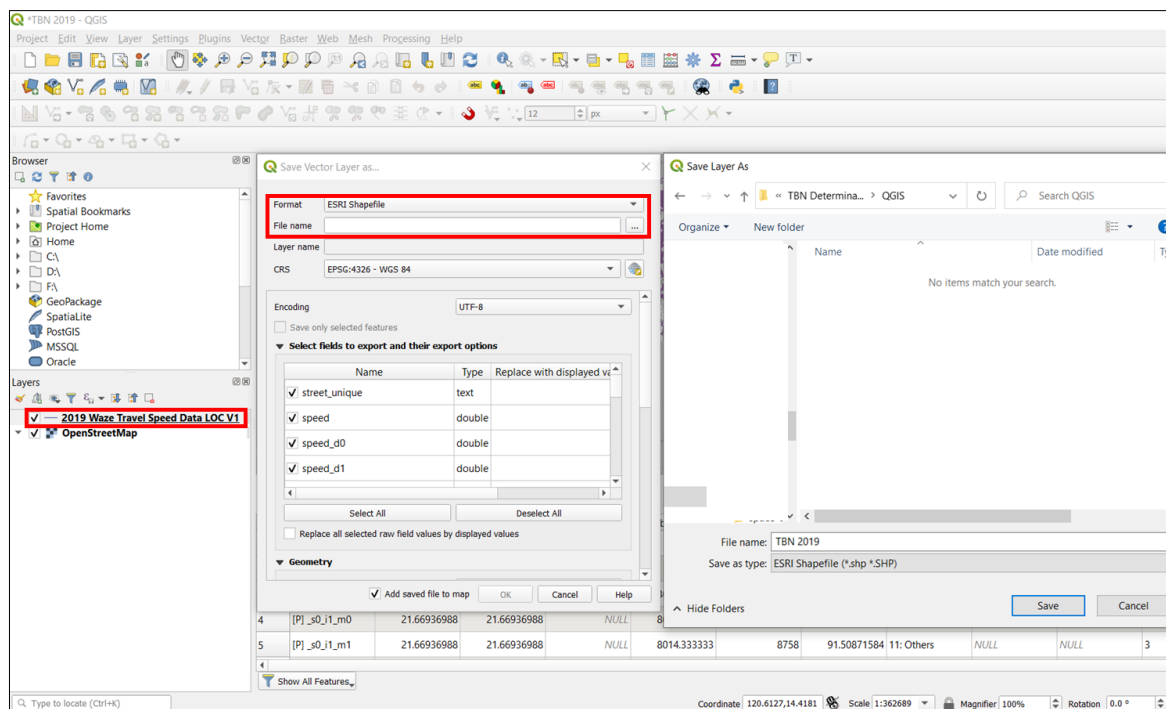 *TBN 2019 - QGIS
Project Edit View Layer Settings Plugins Vector Raster Web Mesh Processing Help
12 px
Browser
Favorites
Spatial Bookmarks
Project Home
Home
C:\
D:\
F:\
GeoPackage
SpatiaLite
PostGIS
MSSQL
Oracle
Layers
2019 Waze Travel Speed Data LOC V1
OpenStreetMap
Save Vector Layer as...
Format ESRI Shapefile
File name ...
Layer name
CRS EPSG:4326 - WGS 84
Encoding UTF-8
Save only selected features
Select fields to export and their export options
Name Type Replace with displayed va
street_unique text
speed double
speed_d0 double
speed_d1 double
Select All Deselect All
Replace all selected raw field values by displayed values
Geometry
Add saved file to map OK Cancel Help
Save Layer As
« TBN Determina... > QGIS Search QGIS
Organize New folder
Name Date modified
No items match your search.
File name: TBN 2019
Save as type: ESRI Shapefile (*.shp *.SHP)
Hide Folders Save Cancel
4 [P] _s0_i1_m0 21.66936988 21.66936988 NULL
5 [P] _s0_i1_m1 21.66936988 21.66936988 NULL 8014.333333 8758 91.50871584 11: Others NULL NULL 3
Show All Features
Type to locate (Ctrl+K) Coordinate 120.6127,14.4181 Scale 1:362689 Magnifier 100% Rotation 0.0 °